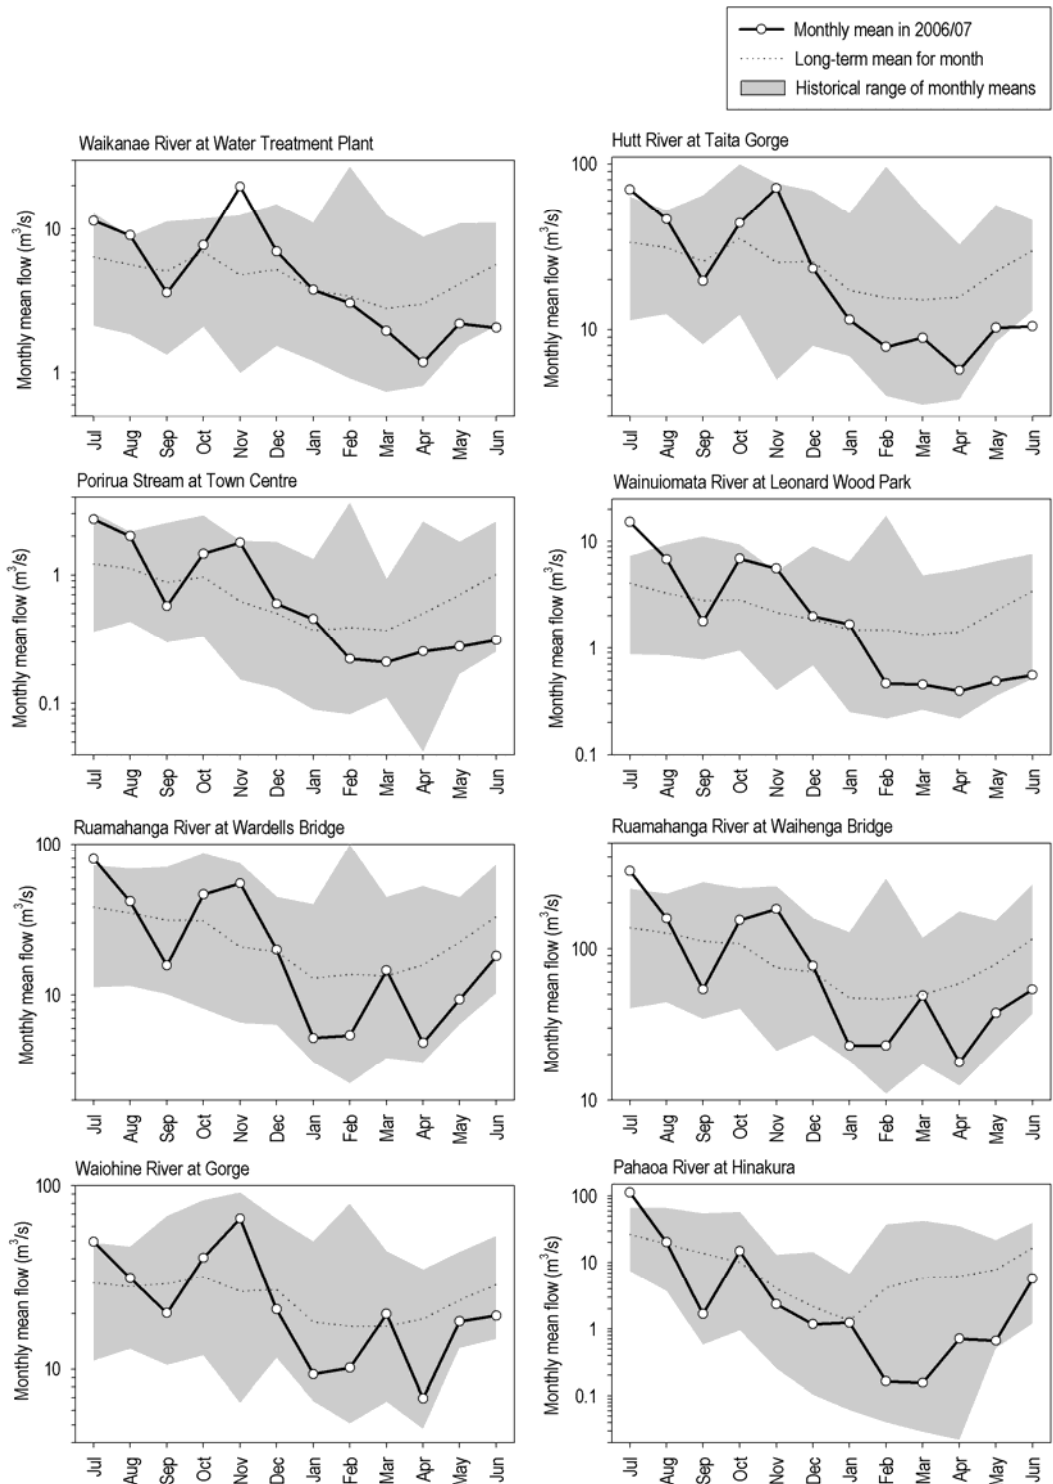 Monthly mean in 2006/07
Long-term mean for month
Historical range of monthly means
Waikanae River at Water Treatment Plant
Monthly mean flow (m³/s)
10
1
Jul Aug Sep Oct Nov Dec Jan Feb Mar Apr May Jun
Hutt River at Taita Gorge
Monthly mean flow (m³/s)
100
10
Jul Aug Sep Oct Nov Dec Jan Feb Mar Apr May Jun
Porirua Stream at Town Centre
Monthly mean flow (m³/s)
1
0.1
Jul Aug Sep Oct Nov Dec Jan Feb Mar Apr May Jun
Wainuiomata River at Leonard Wood Park
Monthly mean flow (m³/s)
10
1
0.1
Jul Aug Sep Oct Nov Dec Jan Feb Mar Apr May Jun
Ruamahanga River at Wardells Bridge
Monthly mean flow (m³/s)
100
10
Jul Aug Sep Oct Nov Dec Jan Feb Mar Apr May Jun
Ruamahanga River at Waihenga Bridge
Monthly mean flow (m³/s)
100
10
Jul Aug Sep Oct Nov Dec Jan Feb Mar Apr May Jun
Waiohine River at Gorge
Monthly mean flow (m³/s)
100
10
Jul Aug Sep Oct Nov Dec Jan Feb Mar Apr May Jun
Pahaoa River at Hinakura
Monthly mean flow (m³/s)
100
10
1
0.1
Jul Aug Sep Oct Nov Dec Jan Feb Mar Apr May Jun